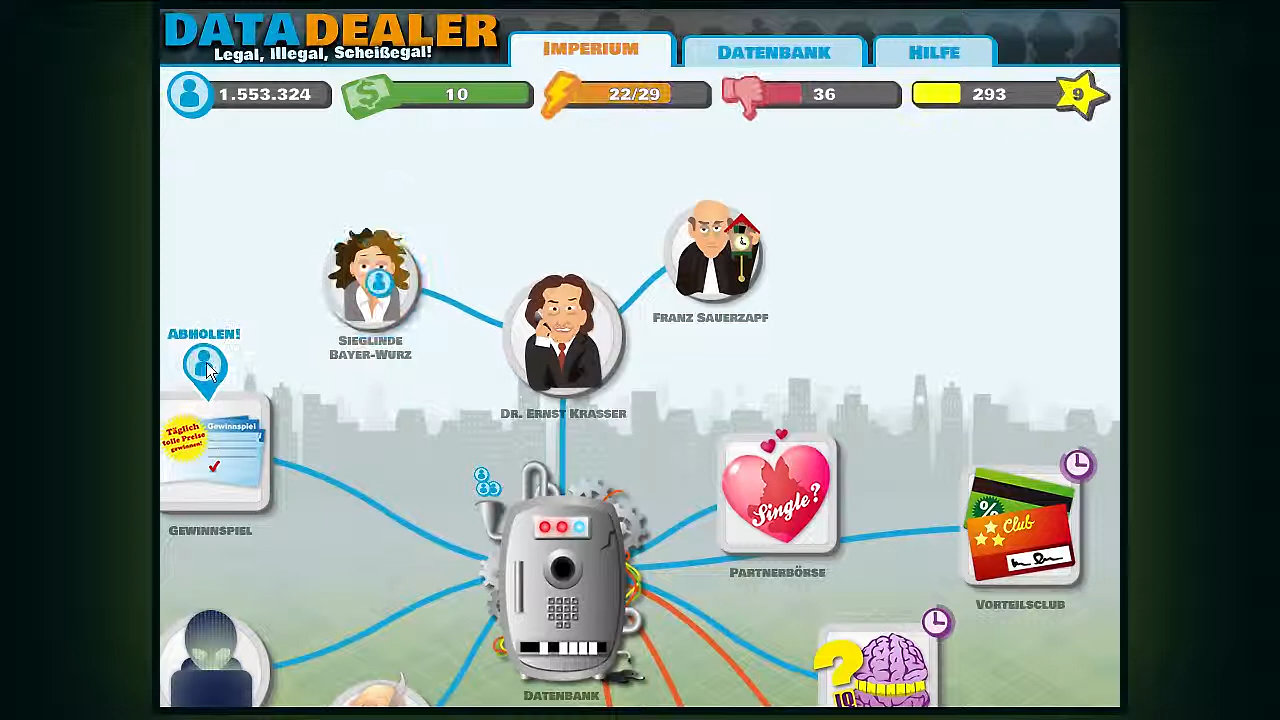 DATADEALER
Legal, Illegal, Scheißegal!
IMPERIUM
DATENBANK
HILFE
1.553.324
10
22/29
36
293
9
SIEGLINDE
BAYER-WURZ
FRANZ SAUERZAPF
DR. ERNST KRASSER
ABHOLEN!
Täglich
tolle Preise
gewinnen!
Gewinnspiel
GEWINNSPIEL
Single?
PARTNERBÖRSE
%
Club
VORTEILSCLUB
?
IQ
DATENBANK